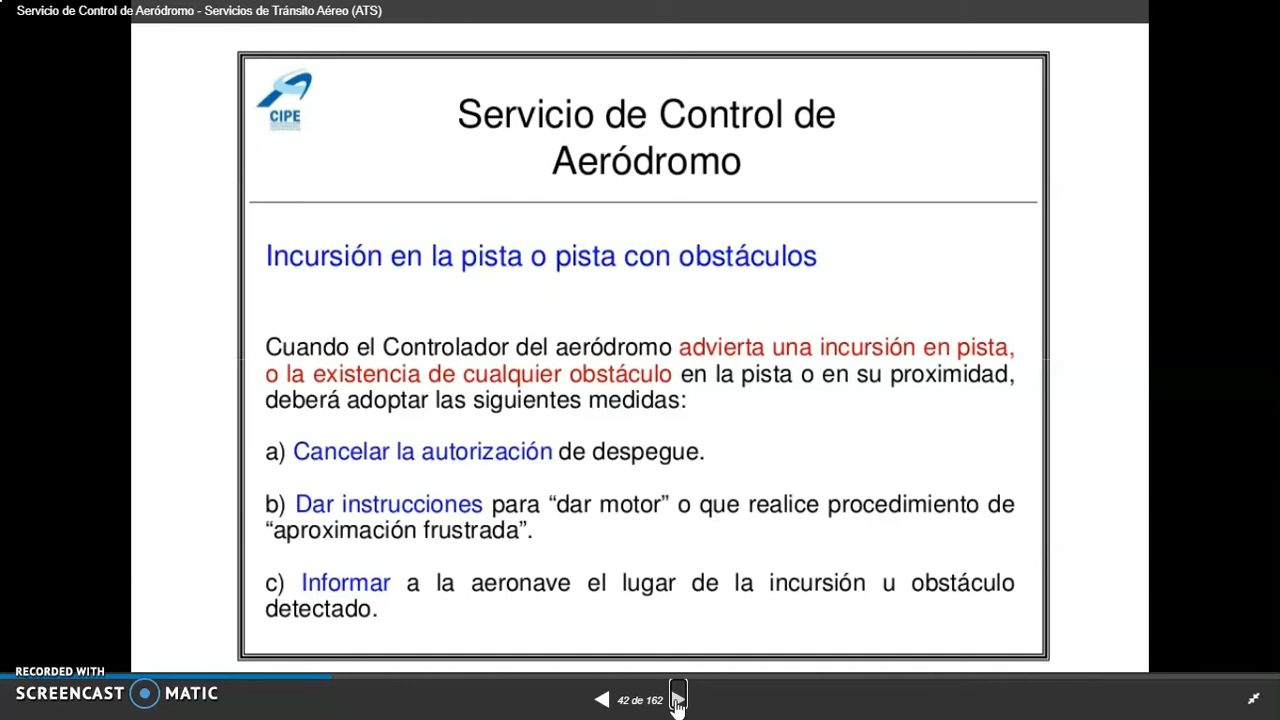 Servicio de Control de Aeródromo - Servicios de Tránsito Aéreo (ATS)
CIPE
Servicio de Control de
Aeródromo
Incursión en la pista o pista con obstáculos
Cuando el Controlador del aeródromo advierta una incursión en pista,
o la existencia de cualquier obstáculo en la pista o en su proximidad,
deberá adoptar las siguientes medidas:
a) Cancelar la autorización de despegue.
b) Dar instrucciones para “dar motor” o que realice procedimiento de
“aproximación frustrada”.
c) Informar a la aeronave el lugar de la incursión u obstáculo
detectado.
RECORDED WITH
SCREENCAST MATIC
42 de 162